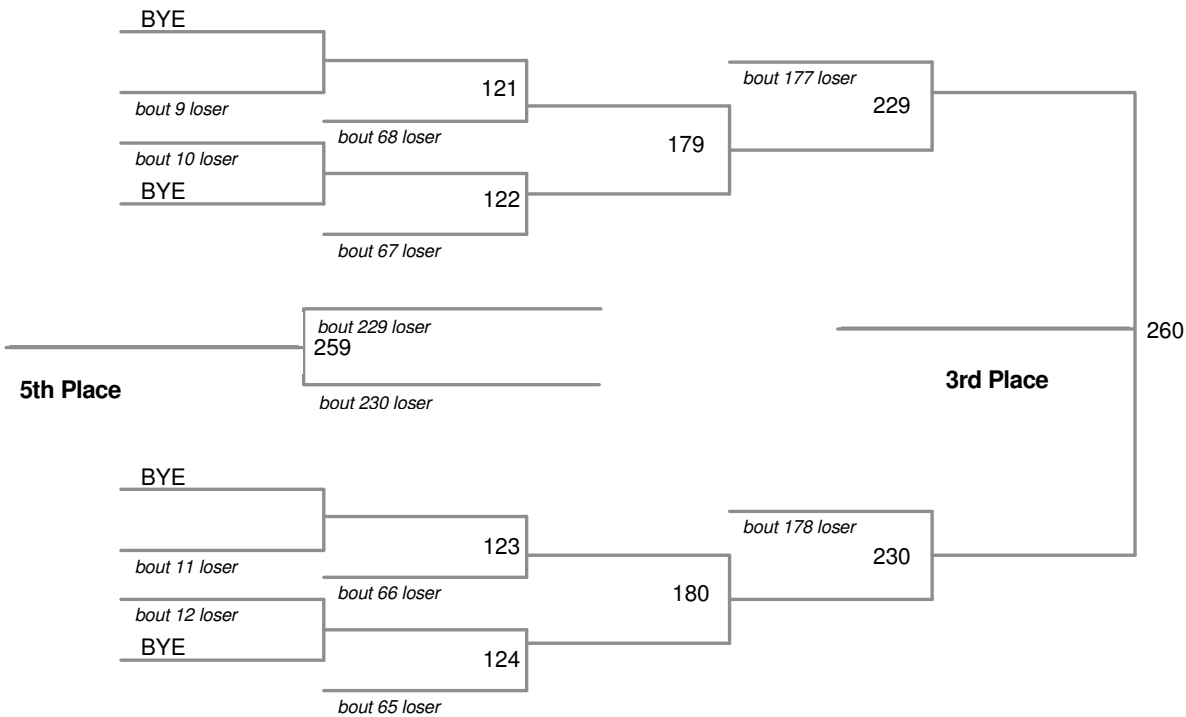 BYE
bout 9 loser
bout 10 loser
BYE
121
bout 68 loser
122
bout 67 loser
179
bout 177 loser
229
bout 229 loser
259
5th Place
bout 230 loser
260
3rd Place
BYE
bout 11 loser
bout 12 loser
BYE
123
bout 66 loser
124
bout 65 loser
180
bout 178 loser
230